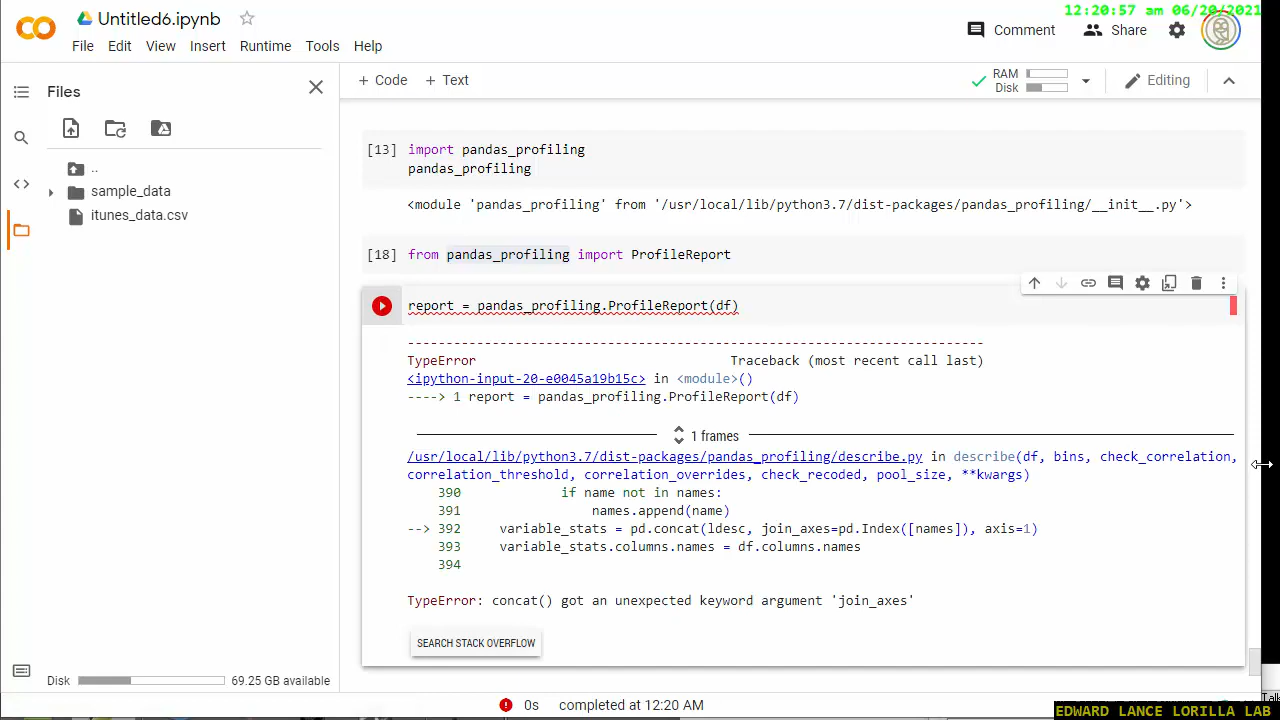 12:20:57 am 06/20/2021
Untitled6.ipynb
Comment
Share
File Edit View Insert Runtime Tools Help
Files
+ Code + Text
RAM
Disk
Editing
..
sample_data
itunes_data.csv
[13] import pandas_profiling
pandas_profiling
<module 'pandas_profiling' from '/usr/local/lib/python3.7/dist-packages/pandas_profiling/__init__.py'>
[18] from pandas_profiling import ProfileReport
report = pandas_profiling.ProfileReport(df)
---------------------------------------------------------------------------
TypeError Traceback (most recent call last)
<ipython-input-20-e0045a19b15c> in <module>()
----> 1 report = pandas_profiling.ProfileReport(df)
1 frames
/usr/local/lib/python3.7/dist-packages/pandas_profiling/describe.py in describe(df, bins, check_correlation,
correlation_threshold, correlation_overrides, check_recoded, pool_size, **kwargs)
390 if name not in names:
391 names.append(name)
--> 392 variable_stats = pd.concat(ldesc, join_axes=pd.Index([names]), axis=1)
393 variable_stats.columns.names = df.columns.names
394
TypeError: concat() got an unexpected keyword argument 'join_axes'
SEARCH STACK OVERFLOW
Disk 69.25 GB available
0s completed at 12:20 AM
EDWARD LANCE LORILLA LAB